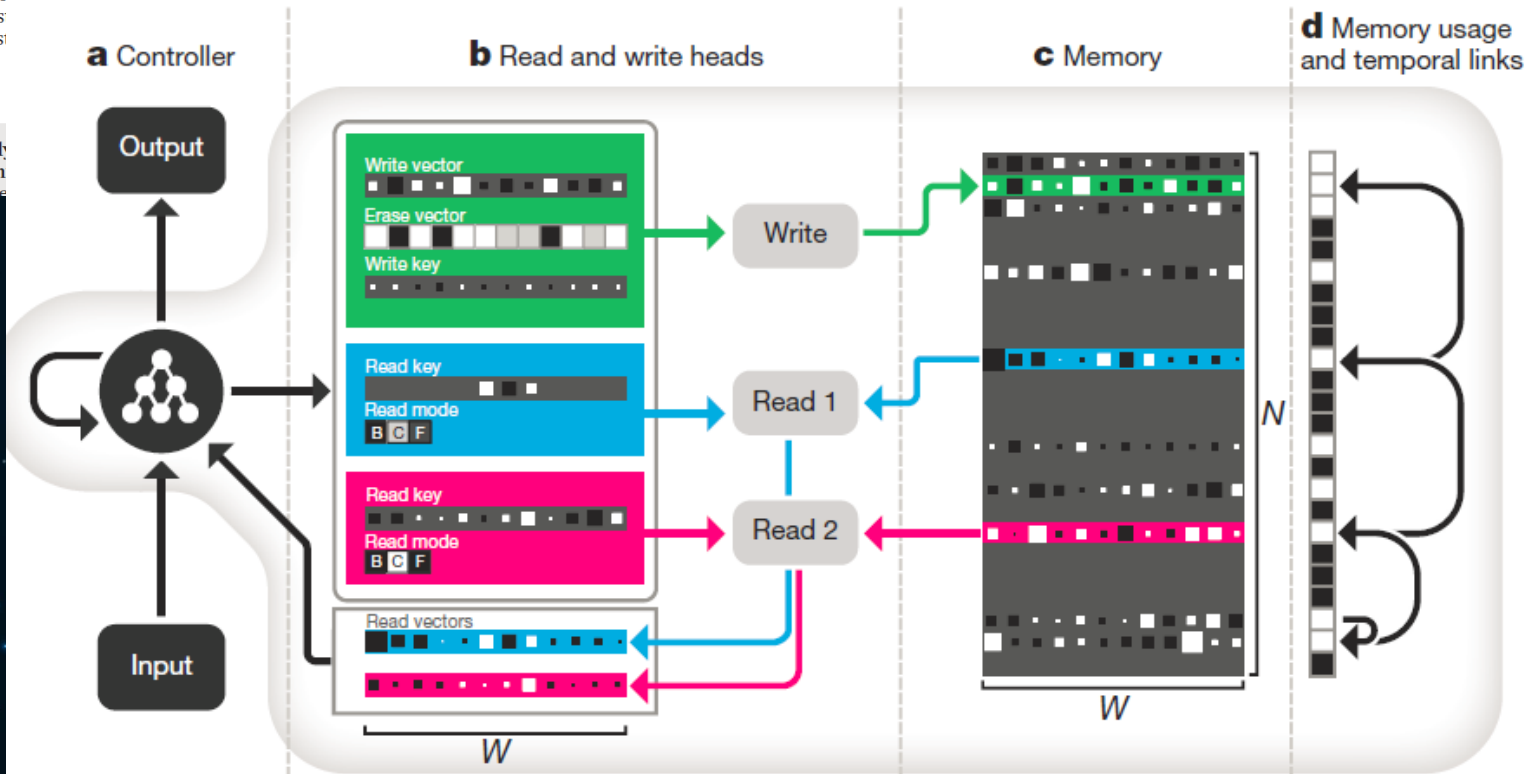 a Controller
b Read and write heads
c Memory
d Memory usage
and temporal links
Output
Input
Write vector
Erase vector
Write key
Read key
Read mode
B C F
Read key
Read mode
B C F
Read vectors
W
Write
Read 1
Read 2
N
W